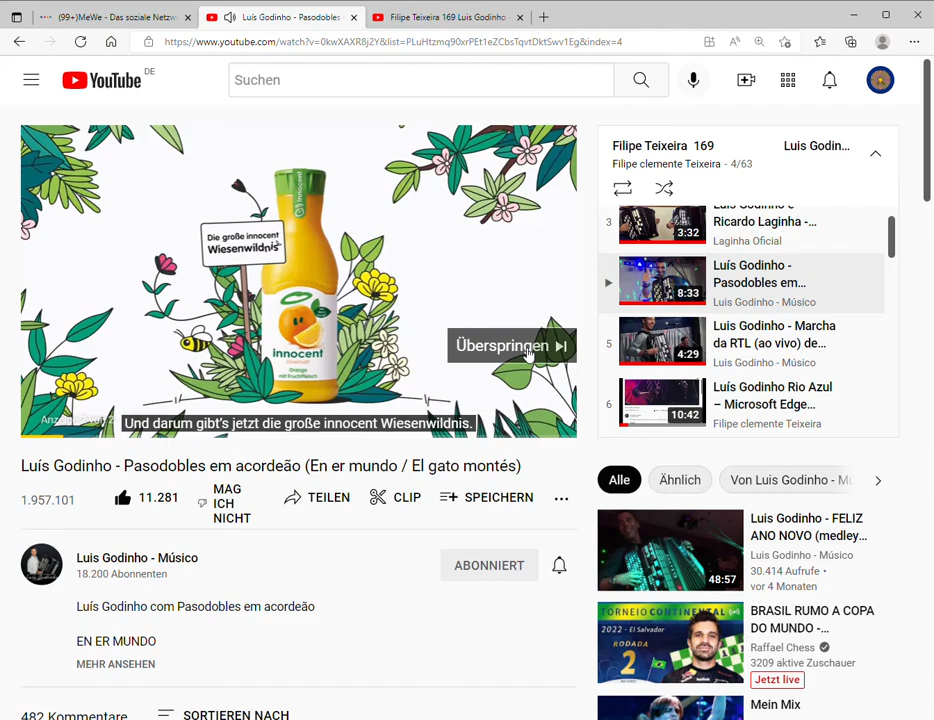 (99+)MeWe - Das soziale Netzw
Luís Godinho - Pasodobles
Filipe Teixeira 169 Luis Godinho
https://www.youtube.com/watch?v=0kwXAXR8j2Y&list=PLuHtzmq90xrPEt1eZCbsTqvtDktSwv1Eg&index=4
YouTube DE
Suchen
Die große innocent
Wiesenwildnis
innocent
Orange
mit Fruchtfleisch
Überspringen
Und darum gibt's jetzt die große innocent Wiesenwildnis.
Luís Godinho - Pasodobles em acordeão (En er mundo / El gato montés)
1.957.101
11.281
MAG
ICH
NICHT
TEILEN
CLIP
SPEICHERN
Luis Godinho - Músico
18.200 Abonnenten
ABONNIERT
Luís Godinho com Pasodobles em acordeão
EN ER MUNDO
MEHR ANSEHEN
482 Kommentare
SORTIEREN NACH
Filipe Teixeira 169 Luis Godin...
Filipe clemente Teixeira - 4/63
3
3:32
Luis Godinho e
Ricardo Laginha -...
Laginha Oficial
8:33
Luís Godinho -
Pasodobles em...
Luis Godinho - Músico
5
4:29
Luis Godinho - Marcha
da RTL (ao vivo) de...
Luis Godinho - Músico
6
10:42
Luís Godinho Rio Azul
– Microsoft Edge...
Filipe clemente Teixeira
Alle
Ähnlich
Von Luis Godinho - Mú
48:57
Luis Godinho - FELIZ
ANO NOVO (medley...
Luis Godinho - Músico
30.414 Aufrufe •
vor 4 Monaten
TORNEIO CONTINENTAL
2022 - El Salvador
RODADA
2
BRASIL RUMO A COPA
DO MUNDO -...
Raffael Chess
3209 aktive Zuschauer
Jetzt live
Mein Mix